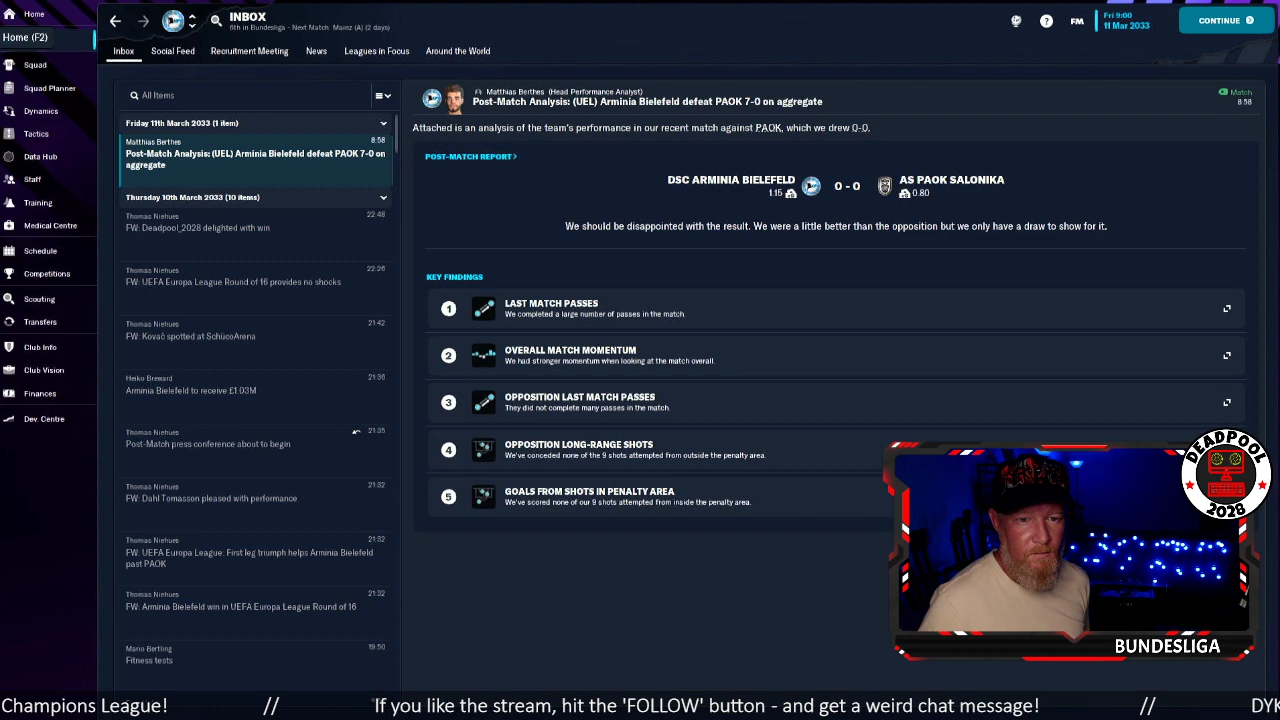 Home
Home (F2)
Squad
Squad Planner
Dynamics
Tactics
Data Hub
Staff
Training
Medical Centre
Schedule
Competitions
Scouting
Transfers
Club Info
Club Vision
Finances
Dev. Centre
INBOX
6th in Bundesliga - Next Match: Mainz (A) (2 days)
FM
Fri 9:00
11 Mar 2033
CONTINUE
Inbox
Social Feed
Recruitment Meeting
News
Leagues in Focus
Around the World
All Items
Friday 11th March 2033 (1 item)
Matthias Berthes 8:58
Post-Match Analysis: (UEL) Arminia Bielefeld defeat PAOK 7-0 on
aggregate
Thursday 10th March 2033 (10 items)
Thomas Niehues 22:48
FW: Deadpool_2028 delighted with win
Thomas Niehues 22:26
FW: UEFA Europa League Round of 16 provides no shocks
Thomas Niehues 21:42
FW: Kovač spotted at SchücoArena
Heiko Breward 21:36
Arminia Bielefeld to receive £1.03M
Thomas Niehues 21:35
Post-Match press conference about to begin
Thomas Niehues 21:32
FW: Dahl Tomasson pleased with performance
Thomas Niehues 21:32
FW: UEFA Europa League: First leg triumph helps Arminia Bielefeld
past PAOK
Thomas Niehues 21:32
FW: Arminia Bielefeld win in UEFA Europa League Round of 16
Mario Bertling 19:50
Fitness tests
Matthias Berthes (Head Performance Analyst)
Post-Match Analysis: (UEL) Arminia Bielefeld defeat PAOK 7-0 on aggregate
Match
8:58
Attached is an analysis of the team's performance in our recent match against PAOK, which we drew 0-0.
POST-MATCH REPORT
DSC ARMINIA BIELEFELD 0 - 0 AS PAOK SALONIKA
1.15 0.80
We should be disappointed with the result. We were a little better than the opposition but we only have a draw to show for it.
KEY FINDINGS
1 LAST MATCH PASSES
We completed a large number of passes in the match.
2 OVERALL MATCH MOMENTUM
We had stronger momentum when looking at the match overall.
3 OPPOSITION LAST MATCH PASSES
They did not complete many passes in the match.
4 OPPOSITION LONG-RANGE SHOTS
We've conceded none of the 9 shots attempted from outside the penalty area.
5 GOALS FROM SHOTS IN PENALTY AREA
We've scored none of our 9 shots attempted from inside the penalty area.
DEADPOOL
2028
BUNDESLIGA
Champions League! // If you like the stream, hit the 'FOLLOW' button - and get a weird chat message! // DYK